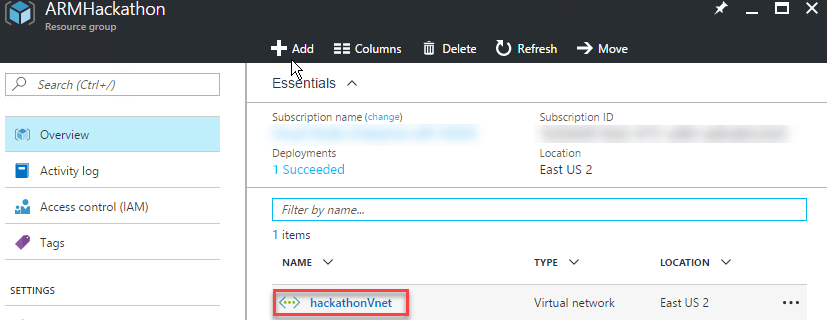 ARMHackathon
Resource group
Add Columns Delete Refresh Move
Search (Ctrl+/)
Overview
Activity log
Access control (IAM)
Tags
SETTINGS
Essentials
Subscription name (change) Subscription ID
Deployments Location
1 Succeeded East US 2
Filter by name...
1 items
NAME TYPE LOCATION
hackathonVnet Virtual network East US 2